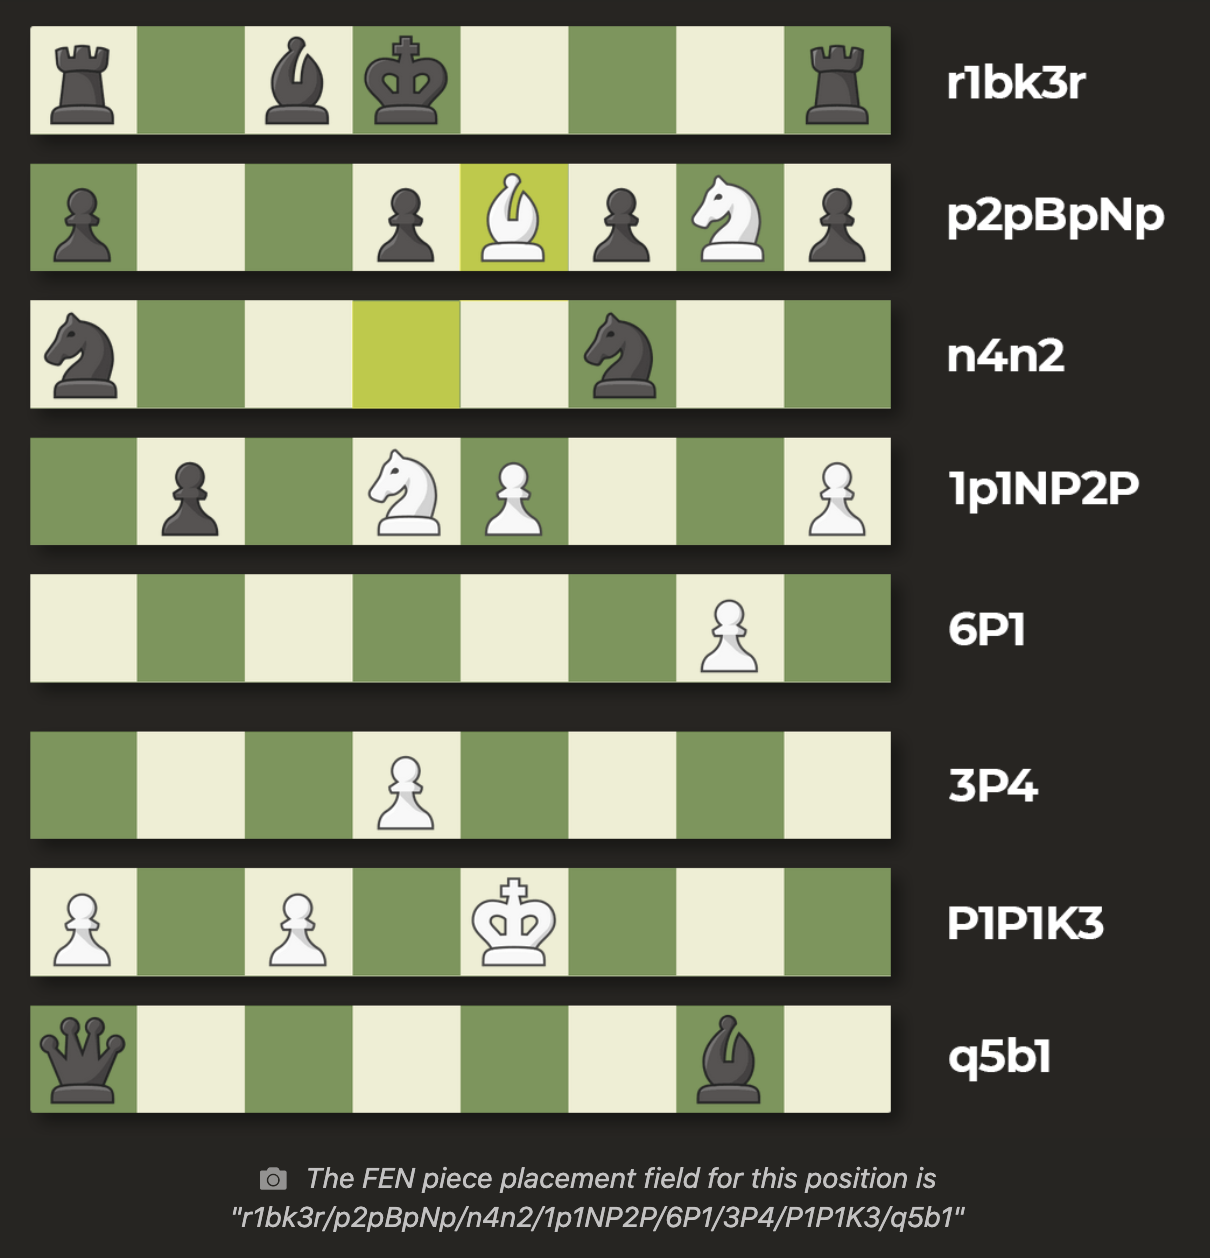 r1bk3r
p2pBpNp
n4n2
1p1NP2P
6P1
3P4
P1P1K3
q5b1
The FEN piece placement field for this position is
"r1bk3r/p2pBpNp/n4n2/1p1NP2P/6P1/3P4/P1P1K3/q5b1"